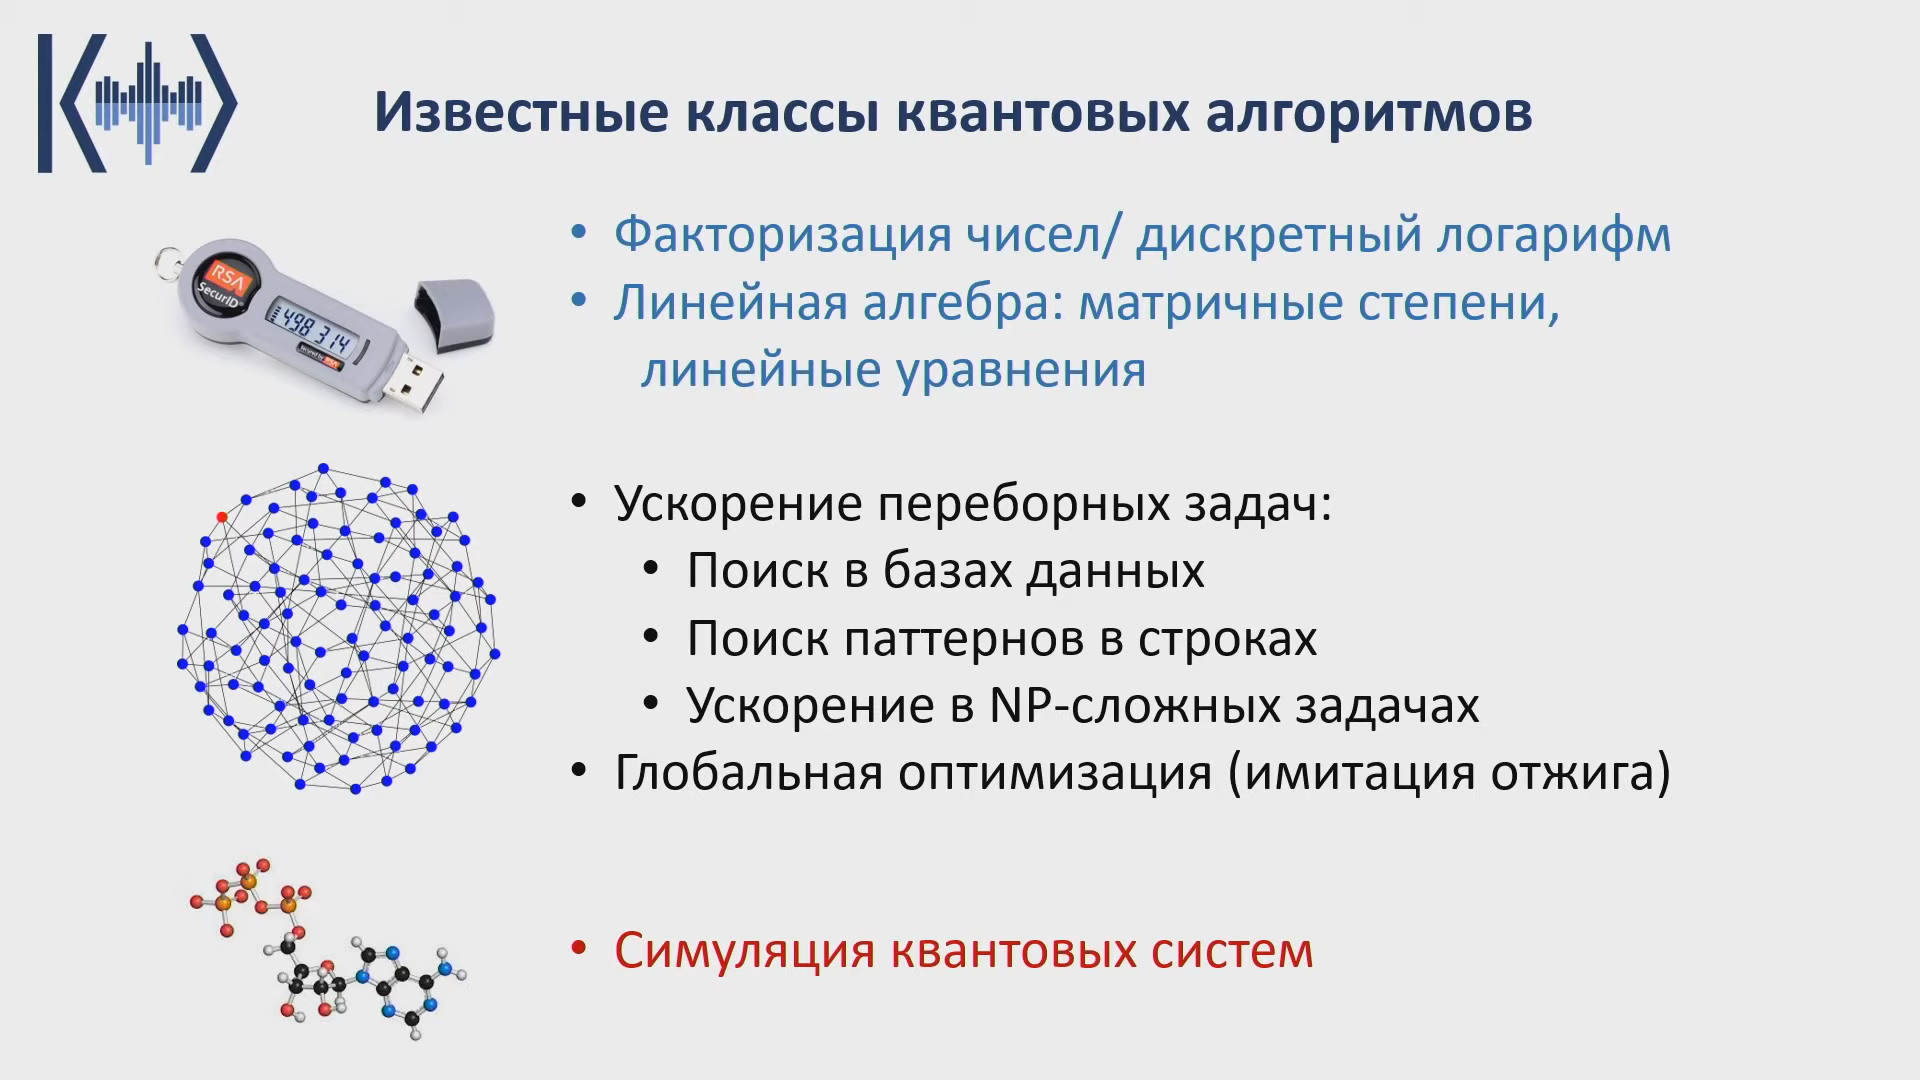 Известные классы квантовых алгоритмов
• Факторизация чисел/ дискретный логарифм
• Линейная алгебра: матричные степени,
линейные уравнения
RSA
SecurID
498 314
• Ускорение переборных задач:
• Поиск в базах данных
• Поиск паттернов в строках
• Ускорение в NP-сложных задачах
• Глобальная оптимизация (имитация отжига)
• Симуляция квантовых систем